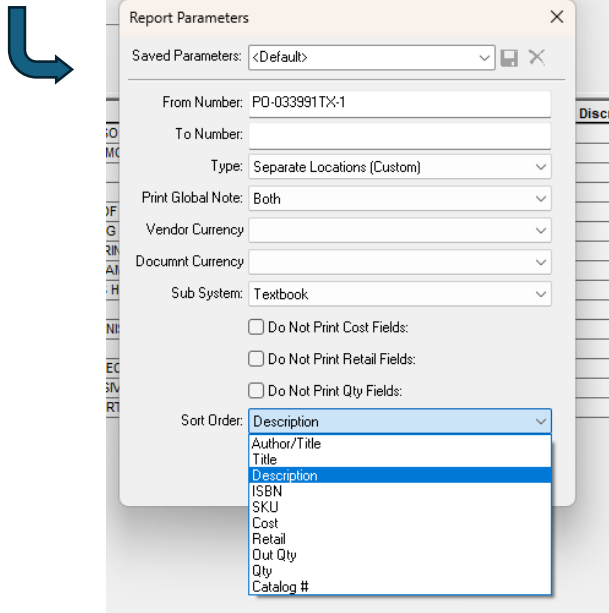 Report Parameters
Saved Parameters: <Default>
From Number: PO-033991TX-1
To Number:
Type: Separate Locations (Custom)
Print Global Note: Both
Vendor Currency
Documnt Currency
Sub System: Textbook
Do Not Print Cost Fields:
Do Not Print Retail Fields:
Do Not Print Qty Fields:
Sort Order: Description
Author/Title
Title
Description
ISBN
SKU
Cost
Retail
Out Qty
Qty
Catalog #